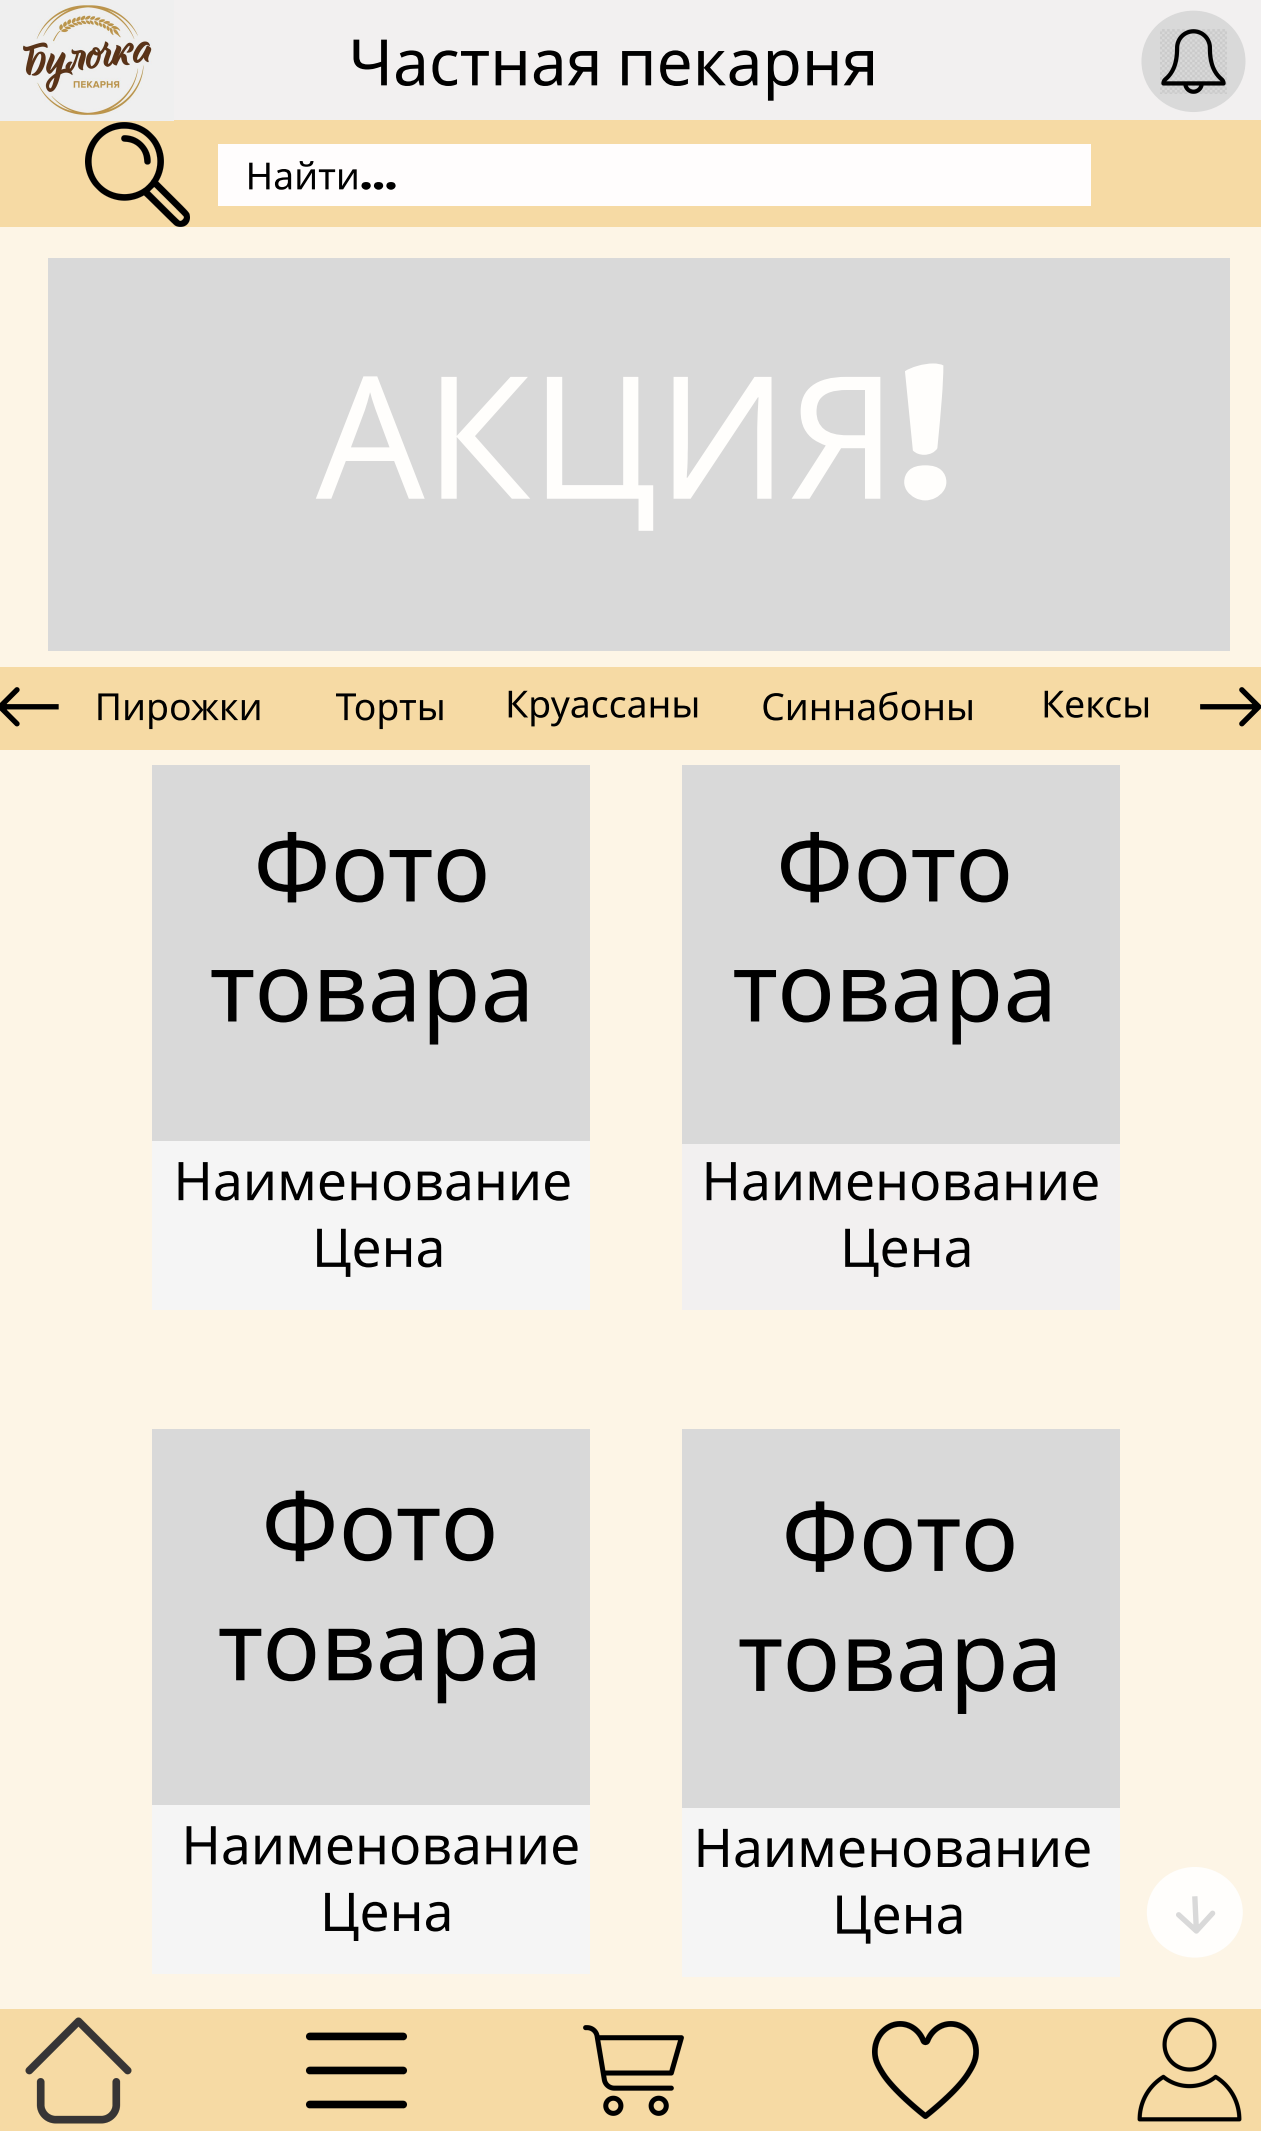 Булочка
ПЕКАРНЯ
Частная пекарня
Найти...
АКЦИЯ!
Пирожки Торты Круассаны Синнабоны Кексы
Фото
товара
Наименование
Цена
Фото
товара
Наименование
Цена
Фото
товара
Наименование
Цена
Фото
товара
Наименование
Цена